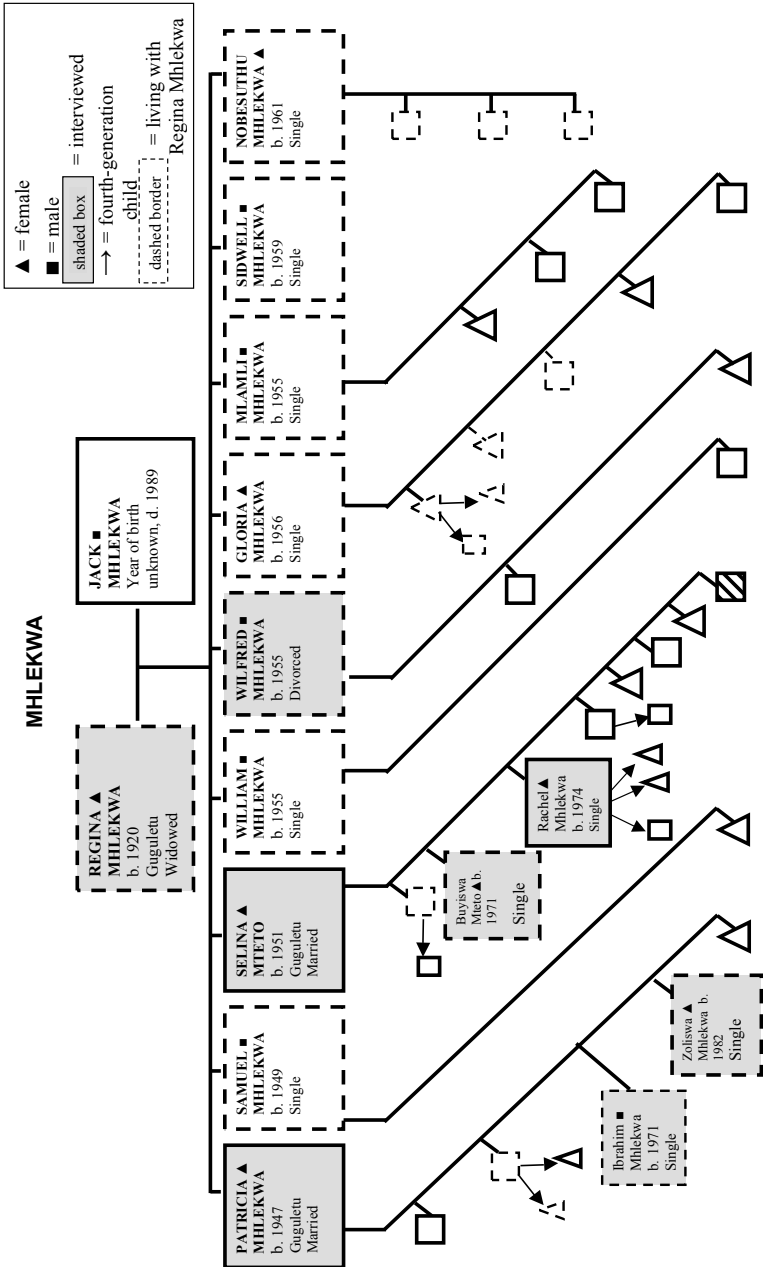 MHLEKWA
▲ = female
■ = male
shaded box = interviewed
→ = fourth-generation
child
dashed border = living with
Regina Mhlekwa
REGINA ▲
MHLEKWA
b. 1920
Guguletu
Widowed
JACK ■
MHLEKWA
Year of birth
unknown, d. 1989
PATRICIA ▲
MHLEKWA
b. 1947
Guguletu
Married
SAMUEL ■
MHLEKWA
b. 1949
Single
SELINA ▲
MTETO
b. 1951
Guguletu
Married
WILLIAM ■
MHLEKWA
b. 1955
Single
WILFRED ■
MHLEKWA
b. 1955
Divorced
GLORIA ▲
MHLEKWA
b. 1956
Single
MLAMLI ■
MHLEKWA
b. 1955
Single
SIDWELL ■
MHLEKWA
b. 1959
Single
NOBESUTHU
MHLEKWA ▲
b. 1961
Single
Ibrahim ■
Mhlekwa
b. 1971
Single
Zoliswa ▲
Mhlekwa b.
1982
Single
Buyiswa
Mteto ▲ b.
1971
Single
Rachel ▲
Mhlekwa
b. 1974
Single